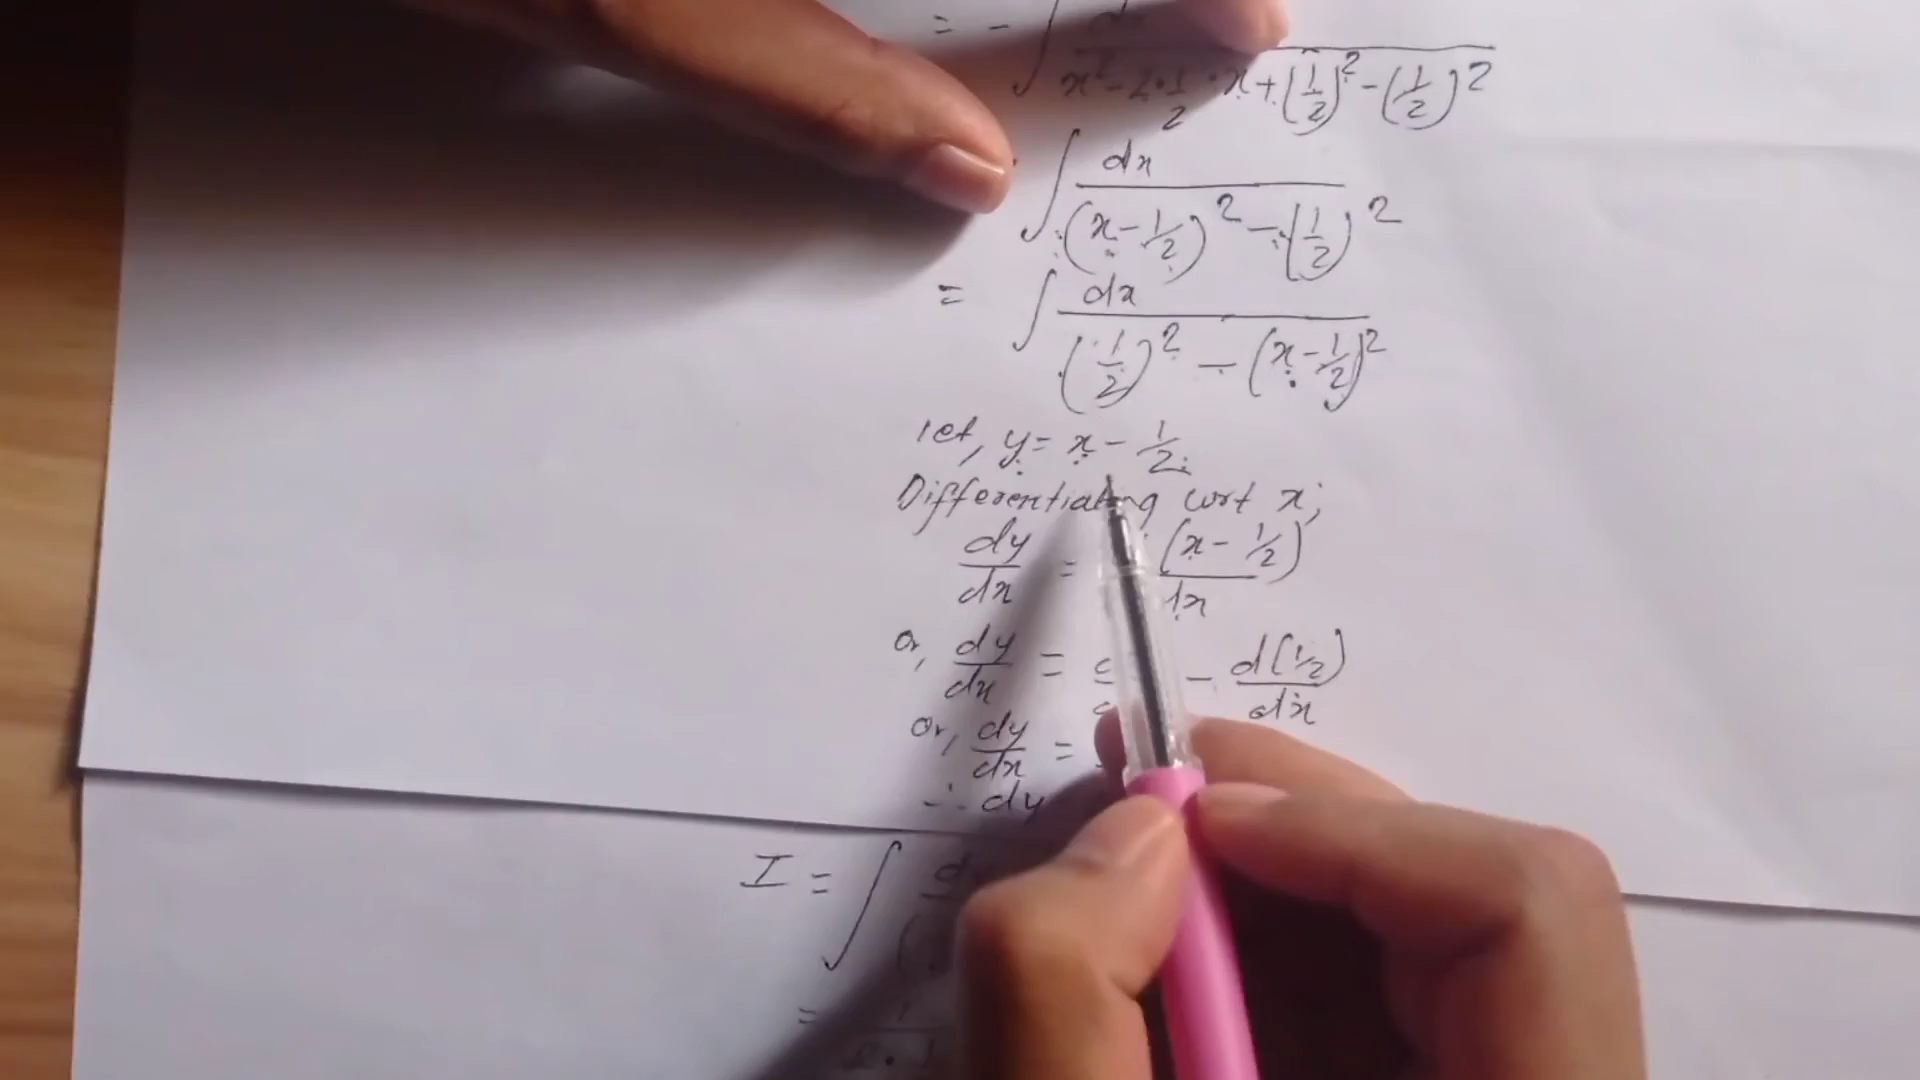 = - ∫ dx / x² - 2·1/2·x + (1/2)² - (1/2)²
∫ dx / (x - 1/2)² - (1/2)²
= ∫ dx / (1/2)² - (x - 1/2)²
let, y = x - 1/2
Differentiating wrt x;
dy/dx = (x - 1/2) / dx
or, dy/dx = - d(1/2)/dx
or, dy/dx =
∴ dy
I = ∫
=